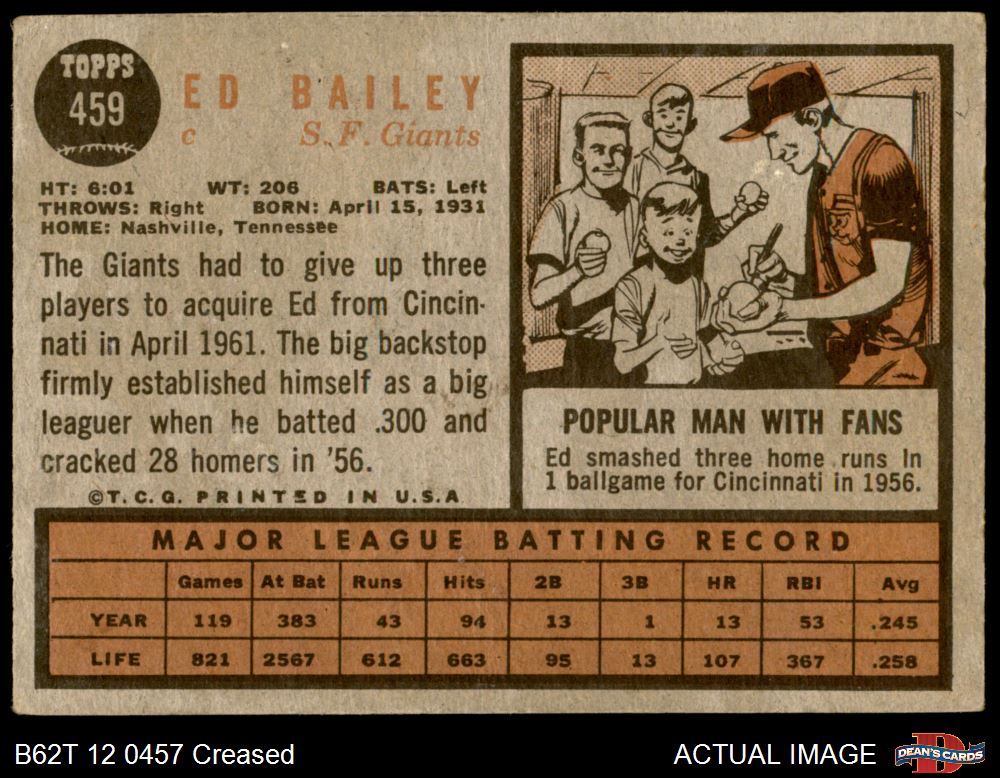 TOPPS
459
ED BAILEY
c S.F. Giants
HT: 6:01 WT: 206 BATS: Left
THROWS: Right BORN: April 15, 1931
HOME: Nashville, Tennessee
The Giants had to give up three
players to acquire Ed from Cincin-
nati in April 1961. The big backstop
firmly established himself as a big
leaguer when he batted .300 and
cracked 28 homers in '56.
©T.C.G. PRINTED IN U.S.A
POPULAR MAN WITH FANS
Ed smashed three home runs In
1 ballgame for Cincinnati in 1956.
MAJOR LEAGUE BATTING RECORD
Games At Bat Runs Hits 2B 3B HR RBI Avg
YEAR 119 383 43 94 13 1 13 53 .245
LIFE 821 2567 612 663 95 13 107 367 .258
B62T 12 0457 Creased
ACTUAL IMAGE
DEAN'S CARDS